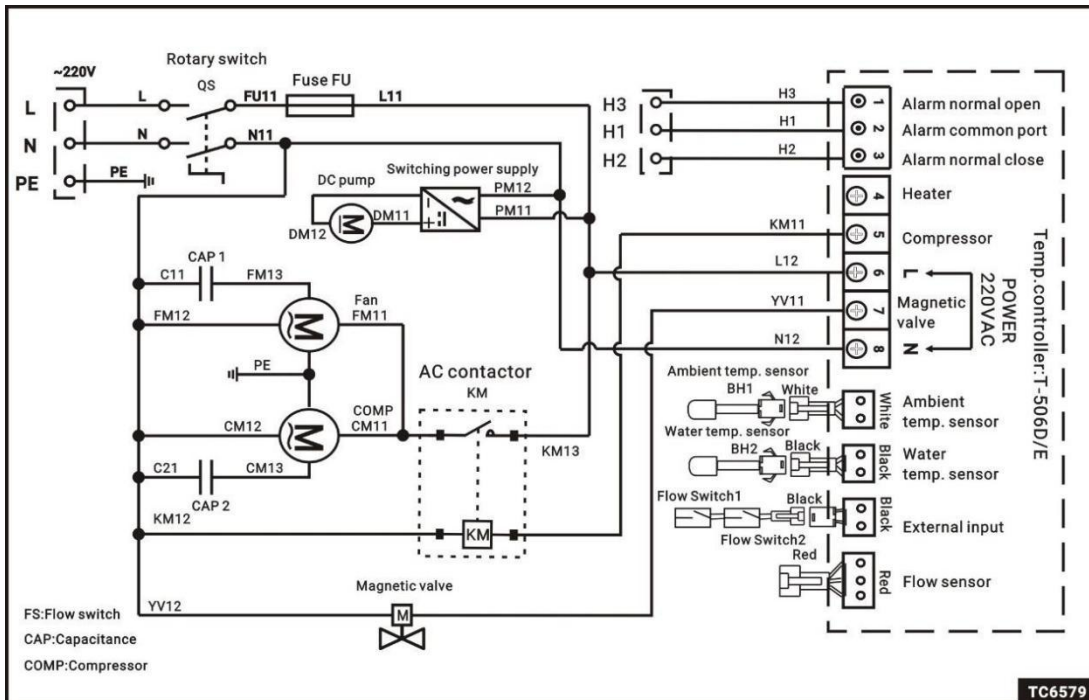 ~220V
Rotary switch
QS
L
L
FU11
Fuse FU
L11
N
N
N11
PE
PE
H3
H3
1
Alarm normal open
H1
H1
2
Alarm common port
H2
H2
3
Alarm normal close
Switching power supply
DC pump
DM12
M
DM11
PM12
PM11
4
Heater
KM11
5
Compressor
L12
6
L
YV11
7
Magnetic
valve
N12
8
N
POWER
220VAC
Temp.controller:T-506D/E
CAP 1
C11
FM13
Fan
FM12
M
FM11
PE
AC contactor
KM
COMP
CM12
M
CM11
KM13
C21
CM13
CAP 2
KM12
KM
Ambient temp. sensor
BH1
White
White
Ambient
temp. sensor
Water temp. sensor
BH2
Black
Black
Water
temp. sensor
Flow Switch1
Black
Black
External input
Flow Switch2
Red
Red
Flow sensor
Magnetic valve
YV12
M
FS:Flow switch
CAP:Capacitance
COMP:Compressor
TC6579